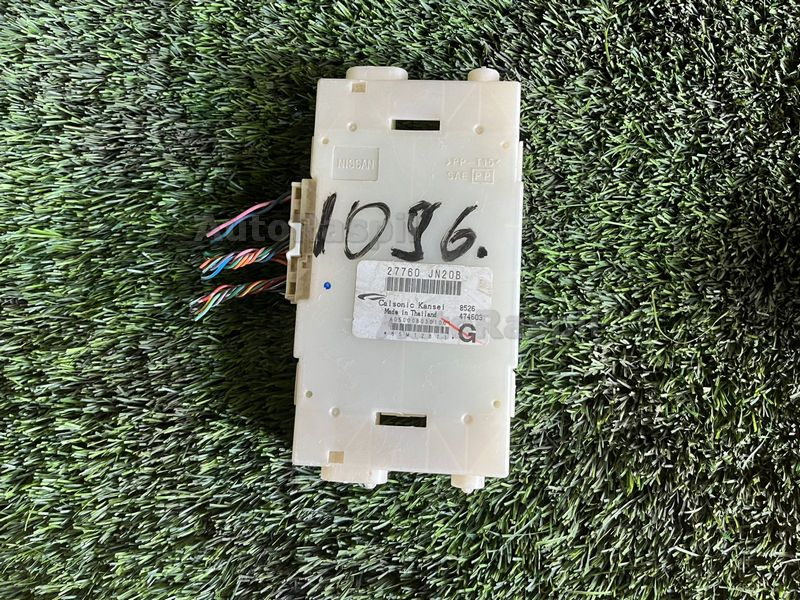 NISSAN
>PP-T10<
SAE PP
1096.
27760 JN20B
Calsonic Kansei
Made in Thailand
8526
474603
G